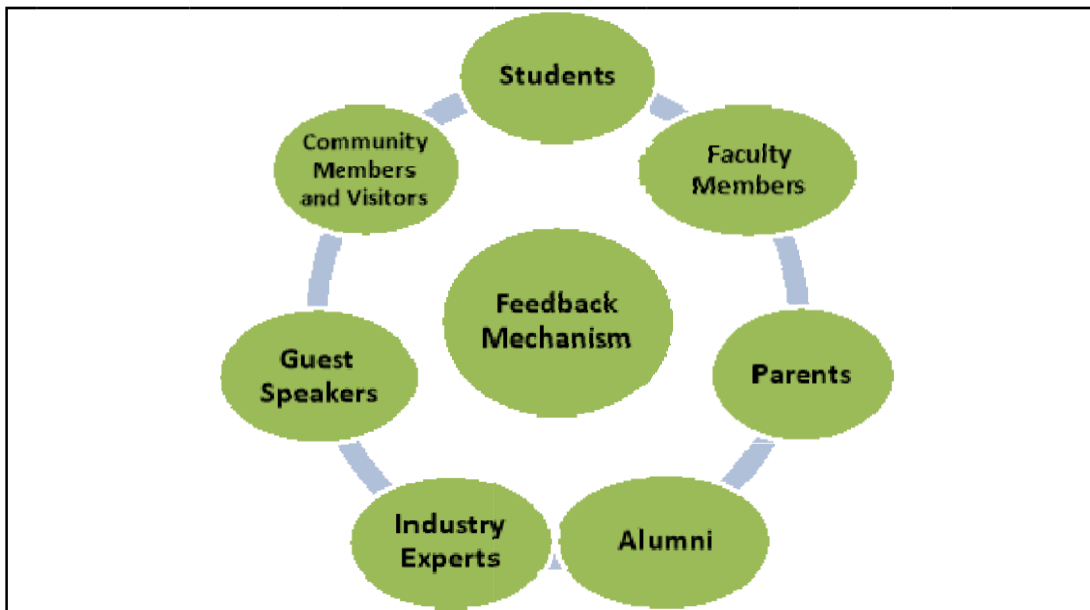 Students
Faculty
Members
Parents
Alumni
Industry
Experts
Guest
Speakers
Community
Members
and Visitors
Feedback
Mechanism